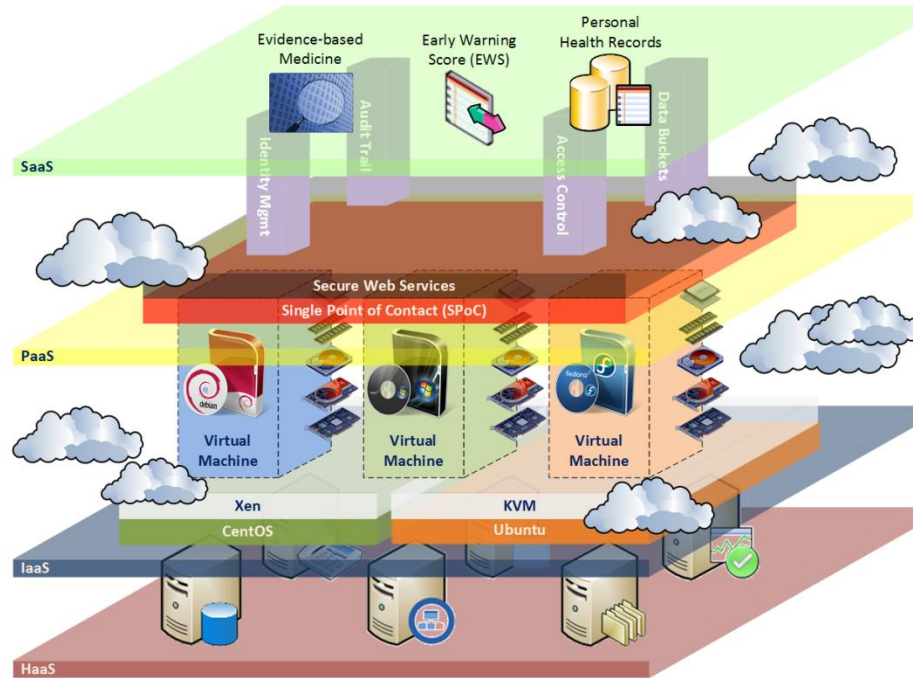 Evidence-based
Medicine
Early Warning
Score (EWS)
Personal
Health Records
Identity Mgmt
Audit Trail
Access Control
Data Buckets
SaaS
Secure Web Services
Single Point of Contact (SPoC)
PaaS
debian
fedora
Virtual
Machine
Virtual
Machine
Virtual
Machine
Xen
KVM
CentOS
Ubuntu
IaaS
HaaS